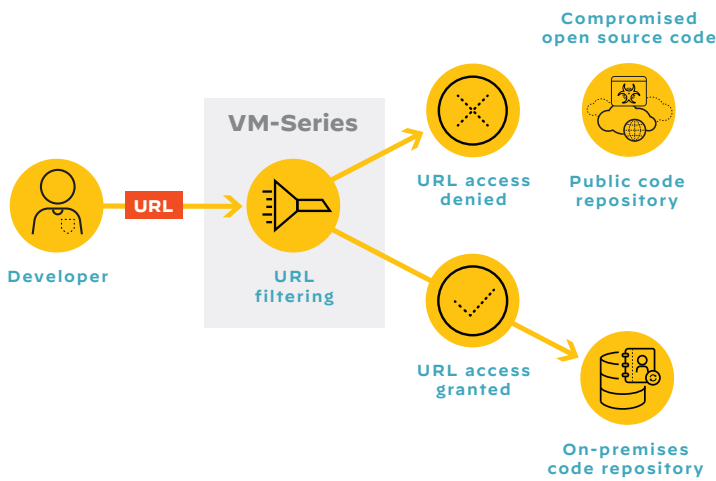 Compromised
open source code
VM-Series
URL
Developer
URL
filtering
URL access
denied
Public code
repository
URL access
granted
On-premises
code repository